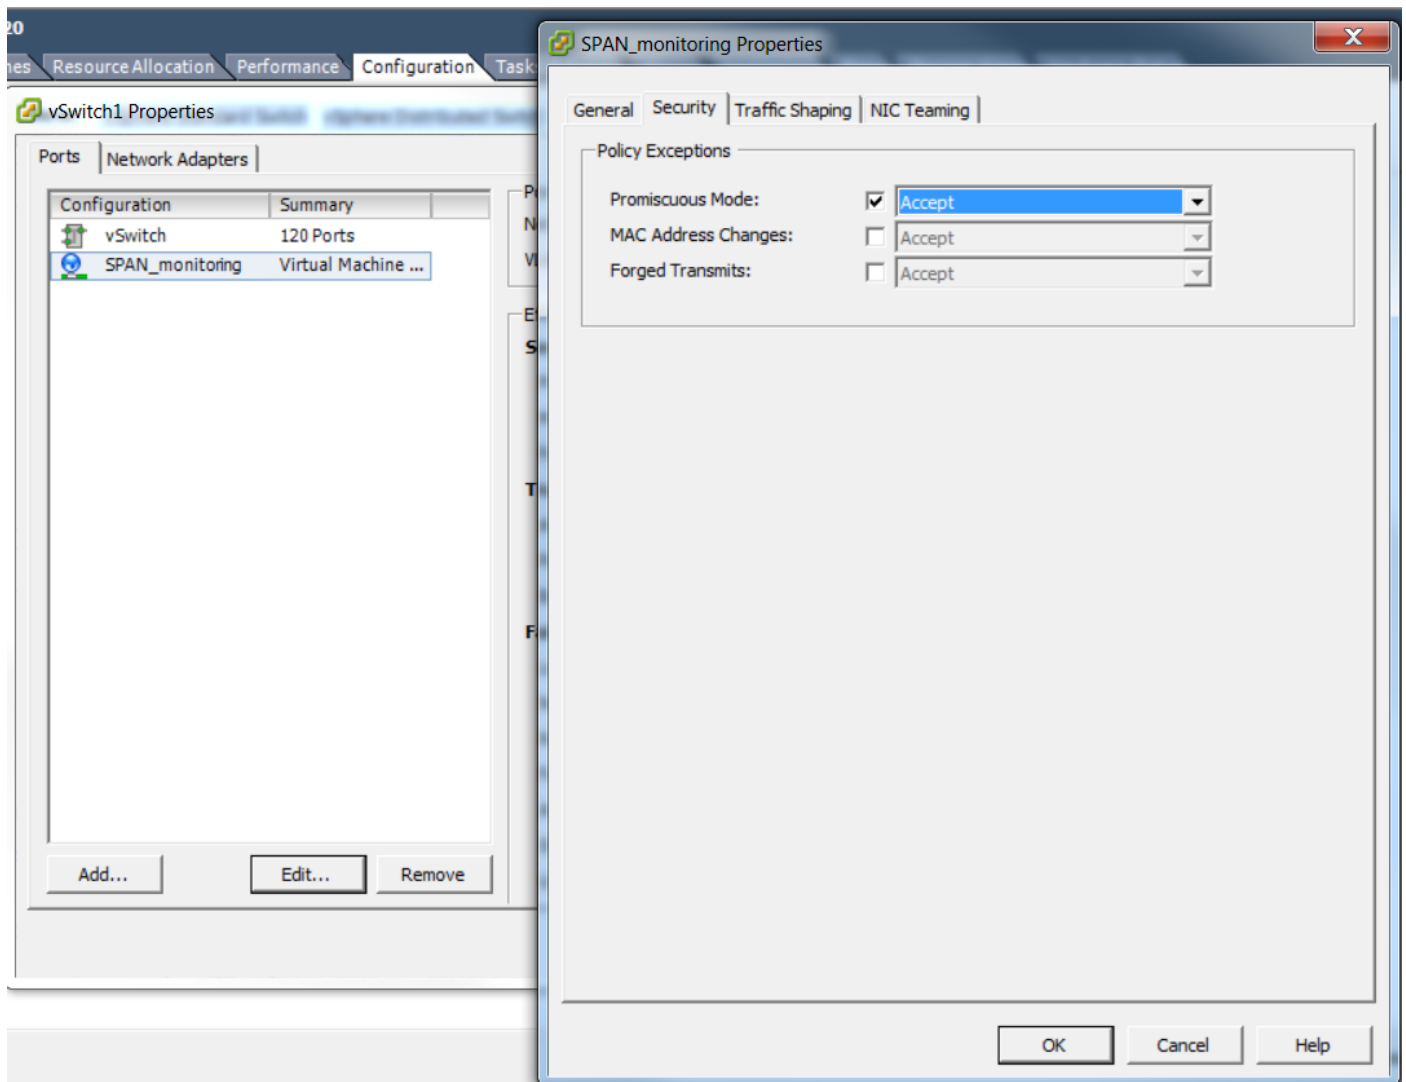 20
nes Resource Allocation Performance Configuration Task
vSwitch1 Properties
Ports Network Adapters
Configuration Summary
vSwitch 120 Ports
SPAN_monitoring Virtual Machine ...
Add... Edit... Remove
SPAN_monitoring Properties
General Security Traffic Shaping NIC Teaming
Policy Exceptions
Promiscuous Mode: Accept
MAC Address Changes: Accept
Forged Transmits: Accept
OK Cancel Help